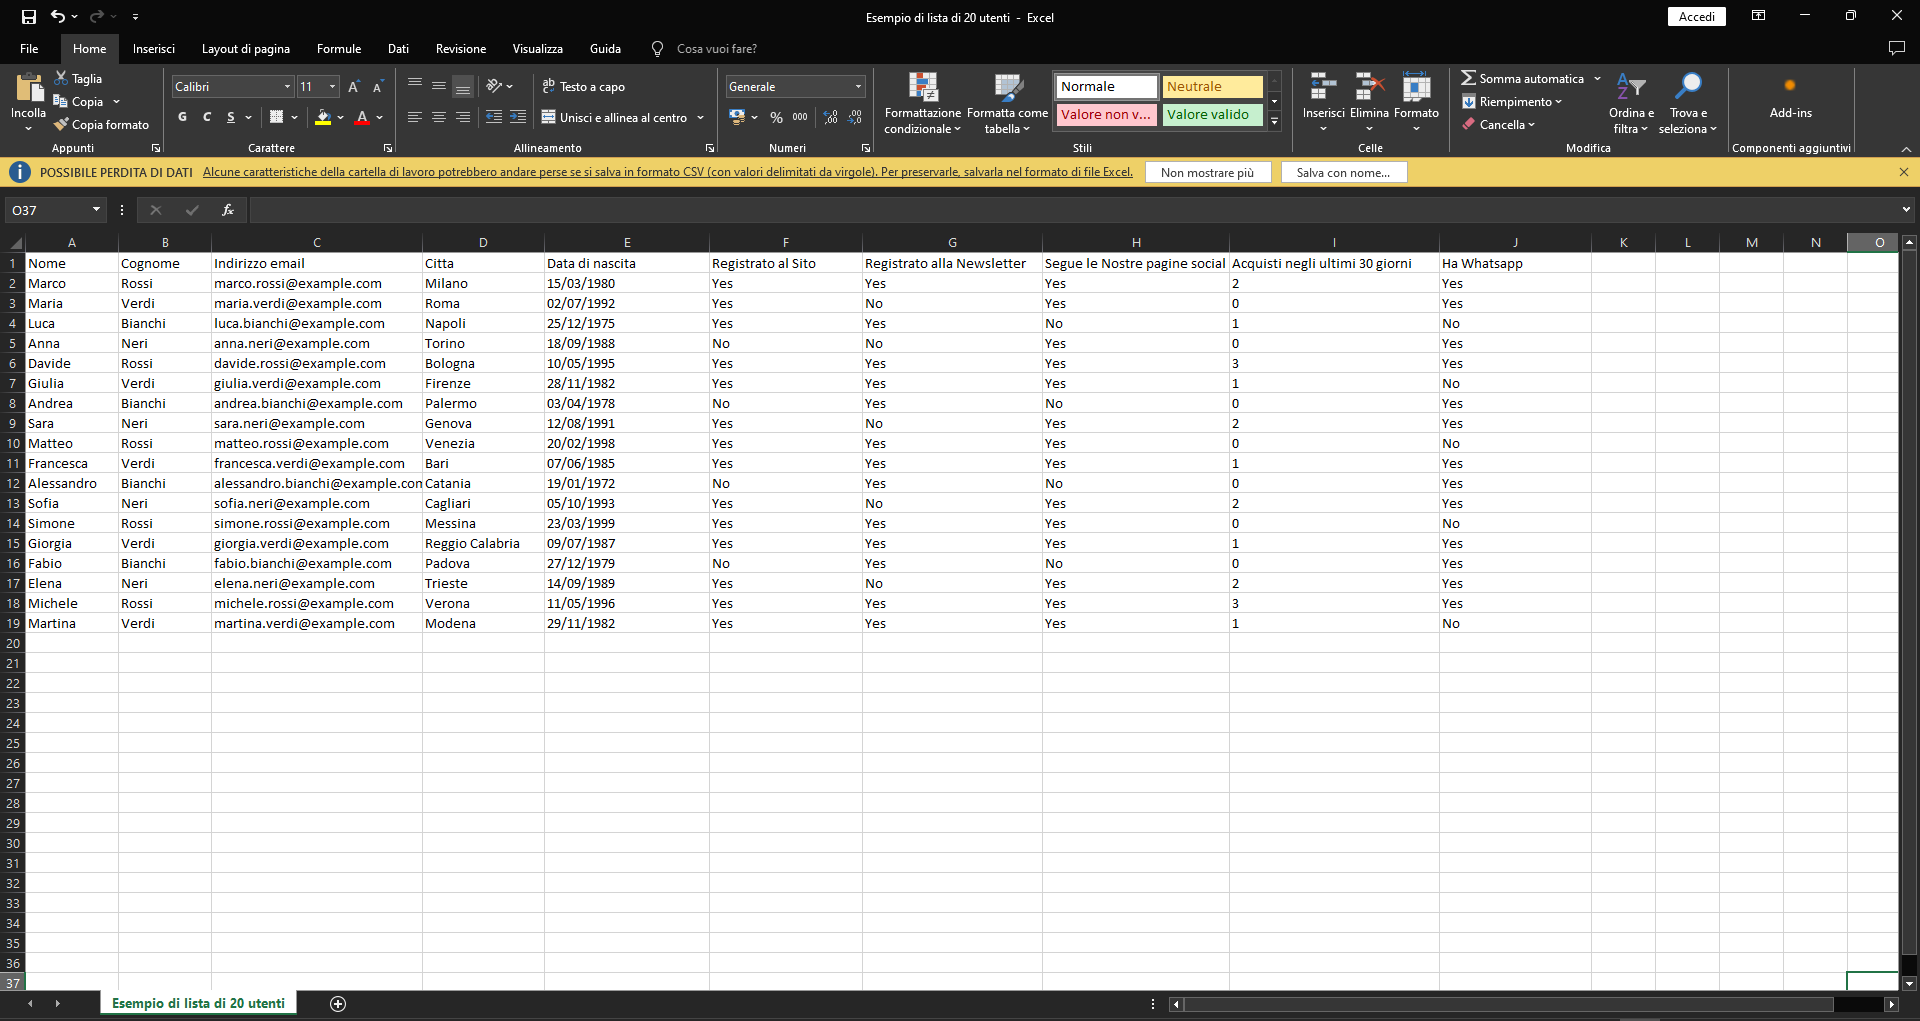 Esempio di lista di 20 utenti - Excel
Accedi
File Home Inserisci Layout di pagina Formule Dati Revisione Visualizza Guida Cosa vuoi fare?
Incolla
Taglia
Copia
Copia formato
Appunti
Calibri 11
G C S
Carattere
Testo a capo
Unisci e allinea al centro
Allineamento
Generale
% 000
Numeri
Formattazione condizionale
Formatta come tabella
Normale Neutrale
Valore non v... Valore valido
Stili
Inserisci Elimina Formato
Celle
Somma automatica
Riempimento
Cancella
Ordina e filtra
Trova e seleziona
Modifica
Add-ins
Componenti aggiuntivi
POSSIBILE PERDITA DI DATI Alcune caratteristiche della cartella di lavoro potrebbero andare perse se si salva in formato CSV (con valori delimitati da virgole). Per preservarle, salvarla nel formato di file Excel. Non mostrare più Salva con nome...
O37 fx
A B C D E F G H I J K L M N O
1 Nome Cognome Indirizzo email Citta Data di nascita Registrato al Sito Registrato alla Newsletter Segue le Nostre pagine social Acquisti negli ultimi 30 giorni Ha Whatsapp
2 Marco Rossi marco.rossi@example.com Milano 15/03/1980 Yes Yes Yes 2 Yes
3 Maria Verdi maria.verdi@example.com Roma 02/07/1992 Yes No Yes 0 Yes
4 Luca Bianchi luca.bianchi@example.com Napoli 25/12/1975 Yes Yes No 1 No
5 Anna Neri anna.neri@example.com Torino 18/09/1988 No No Yes 0 Yes
6 Davide Rossi davide.rossi@example.com Bologna 10/05/1995 Yes Yes Yes 3 Yes
7 Giulia Verdi giulia.verdi@example.com Firenze 28/11/1982 Yes Yes Yes 1 No
8 Andrea Bianchi andrea.bianchi@example.com Palermo 03/04/1978 No Yes No 0 Yes
9 Sara Neri sara.neri@example.com Genova 12/08/1991 Yes No Yes 2 Yes
10 Matteo Rossi matteo.rossi@example.com Venezia 20/02/1998 Yes Yes Yes 0 No
11 Francesca Verdi francesca.verdi@example.com Bari 07/06/1985 Yes Yes Yes 1 Yes
12 Alessandro Bianchi alessandro.bianchi@example.con Catania 19/01/1972 No Yes No 0 Yes
13 Sofia Neri sofia.neri@example.com Cagliari 05/10/1993 Yes No Yes 2 Yes
14 Simone Rossi simone.rossi@example.com Messina 23/03/1999 Yes Yes Yes 0 No
15 Giorgia Verdi giorgia.verdi@example.com Reggio Calabria 09/07/1987 Yes Yes Yes 1 Yes
16 Fabio Bianchi fabio.bianchi@example.com Padova 27/12/1979 No Yes No 0 Yes
17 Elena Neri elena.neri@example.com Trieste 14/09/1989 Yes No Yes 2 Yes
18 Michele Rossi michele.rossi@example.com Verona 11/05/1996 Yes Yes Yes 3 Yes
19 Martina Verdi martina.verdi@example.com Modena 29/11/1982 Yes Yes Yes 1 No
20
21
22
23
24
25
26
27
28
29
30
31
32
33
34
35
36
37
Esempio di lista di 20 utenti